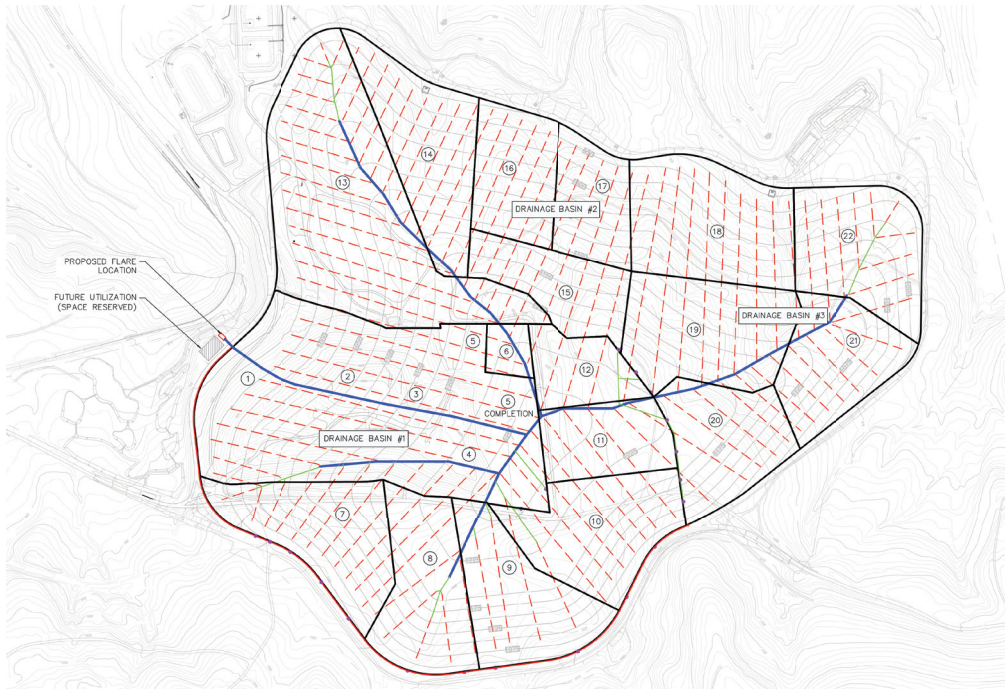 14
16
17
13
DRAINAGE BASIN #2
18
22
PROPOSED FLARE
LOCATION
15
FUTURE UTILIZATION
(SPACE RESERVED)
DRAINAGE BASIN #3
19
5
6
21
12
1
2
3
5
COMPLETION
20
DRAINAGE BASIN #1
11
4
7
10
8
9